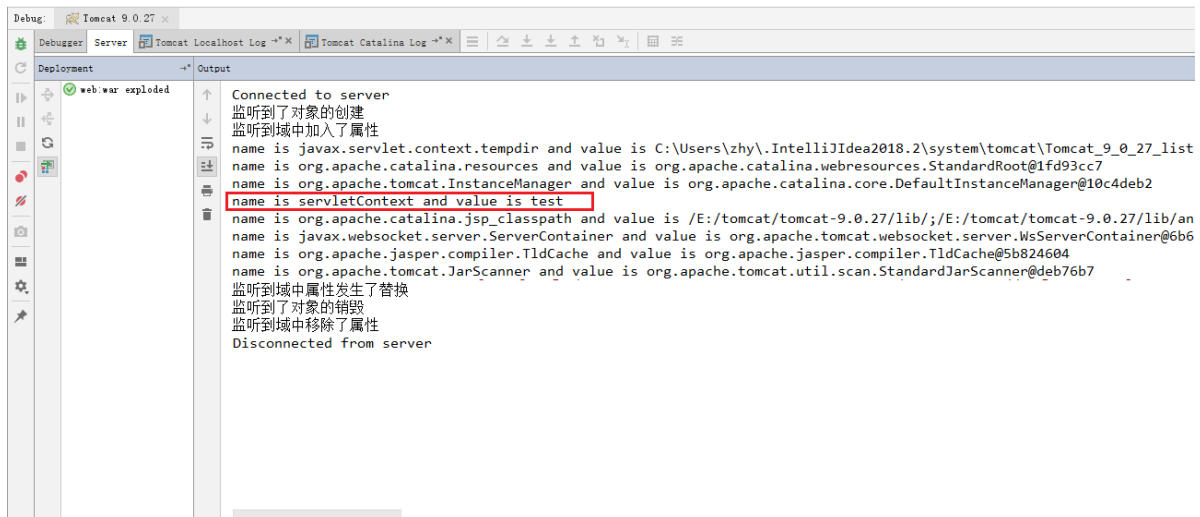 Debug: Tomcat 9.0.27
Debugger Server Tomcat Localhost Log Tomcat Catalina Log
Deployment Output
web:war exploded
Connected to server
监听到了对象的创建
监听到域中加入了属性
name is javax.servlet.context.tempdir and value is C:\Users\zhy\.IntelliJIdea2018.2\system\tomcat\Tomcat_9_0_27_list
name is org.apache.catalina.resources and value is org.apache.catalina.webresources.StandardRoot@1fd93cc7
name is org.apache.tomcat.InstanceManager and value is org.apache.catalina.core.DefaultInstanceManager@10c4deb2
name is servletContext and value is test
name is org.apache.catalina.jsp_classpath and value is /E:/tomcat/tomcat-9.0.27/lib/;/E:/tomcat/tomcat-9.0.27/lib/an
name is javax.websocket.server.ServerContainer and value is org.apache.tomcat.websocket.server.WsServerContainer@6b6
name is org.apache.jasper.compiler.TldCache and value is org.apache.jasper.compiler.TldCache@5b824604
name is org.apache.tomcat.JarScanner and value is org.apache.tomcat.util.scan.StandardJarScanner@deb76b7
监听到域中属性发生了替换
监听到了对象的销毁
监听到域中移除了属性
Disconnected from server